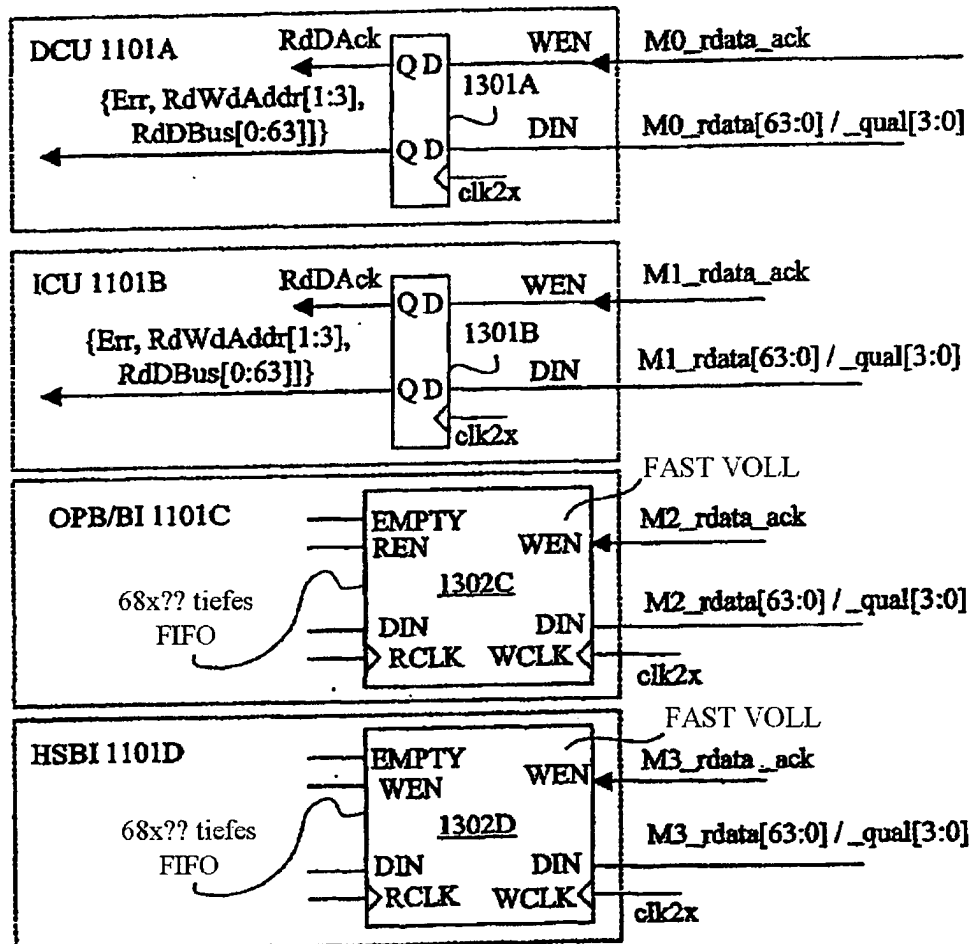 DCU 1101A
RdDAck
WEN
M0_rdata_ack
Q D
{Err, RdWdAddr[1:3],
RdDBus[0:63]]}
1301A
DIN
M0_rdata[63:0] / _qual[3:0]
Q D
clk2x
ICU 1101B
RdDAck
WEN
M1_rdata_ack
Q D
{Err, RdWdAddr[1:3],
RdDBus[0:63]]}
1301B
DIN
M1_rdata[63:0] / _qual[3:0]
Q D
clk2x
FAST VOLL
OPB/BI 1101C
EMPTY
M2_rdata_ack
REN
WEN
1302C
68x?? tiefes
FIFO
M2_rdata[63:0] / _qual[3:0]
DIN
DIN
RCLK
WCLK
clk2x
FAST VOLL
HSBI 1101D
EMPTY
M3_rdata_ack
WEN
WEN
1302D
68x?? tiefes
FIFO
M3_rdata[63:0] / _qual[3:0]
DIN
DIN
RCLK
WCLK
clk2x